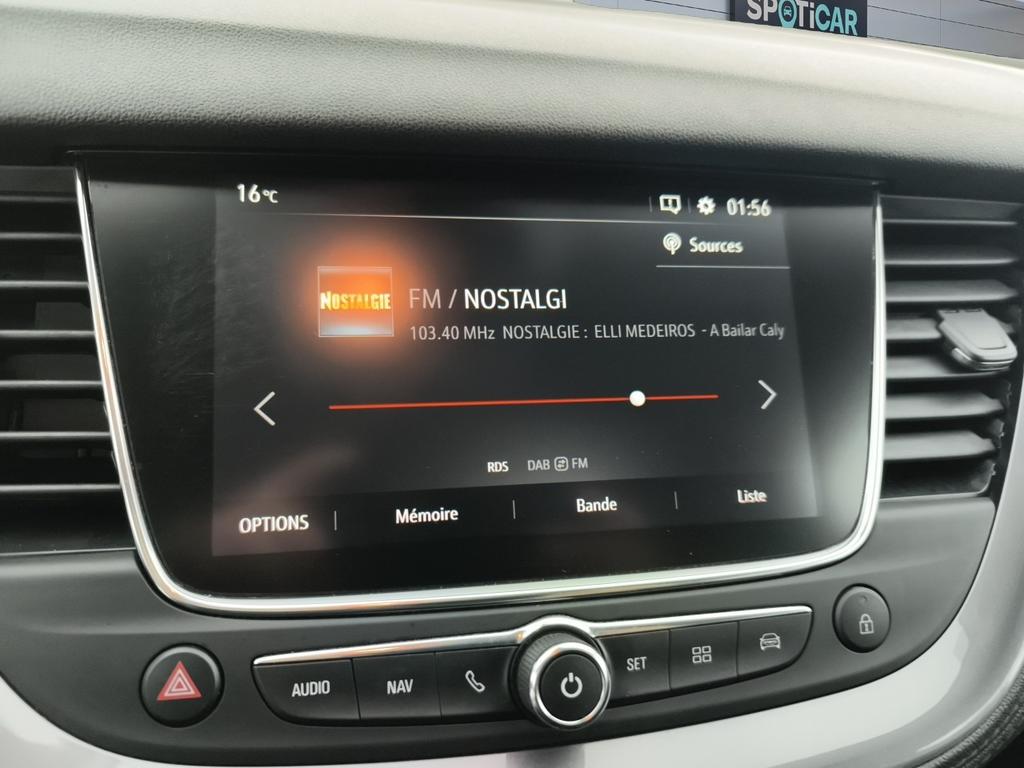 SPOTiCAR
16°C
01:56
Sources
NOSTALGIE
FM / NOSTALGI
103.40 MHz NOSTALGIE : ELLI MEDEIROS - A Bailar Caly
RDS DAB FM
OPTIONS Mémoire Bande Liste
AUDIO NAV SET